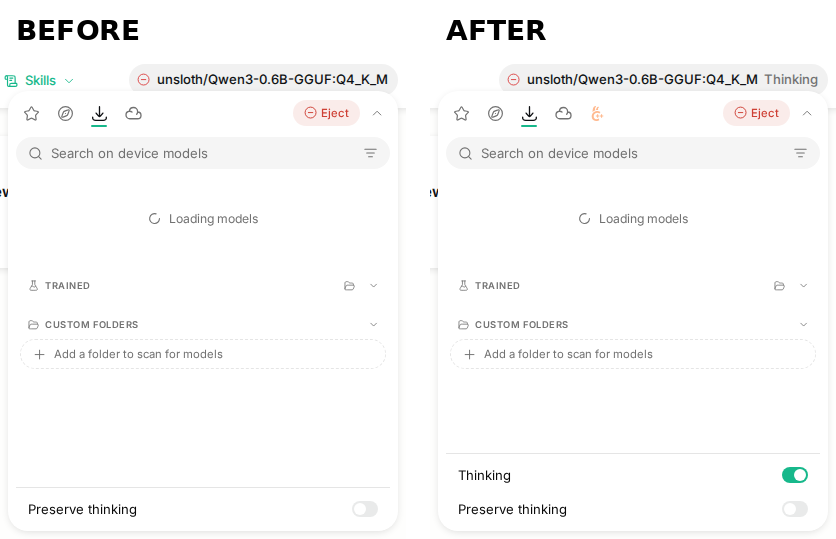 BEFORE
Skills
unsloth/Qwen3-0.6B-GGUF:Q4_K_M
Eject
Search on device models
Loading models
TRAINED
CUSTOM FOLDERS
Add a folder to scan for models
Preserve thinking
AFTER
unsloth/Qwen3-0.6B-GGUF:Q4_K_M Thinking
Eject
Search on device models
Loading models
TRAINED
CUSTOM FOLDERS
Add a folder to scan for models
Thinking
Preserve thinking